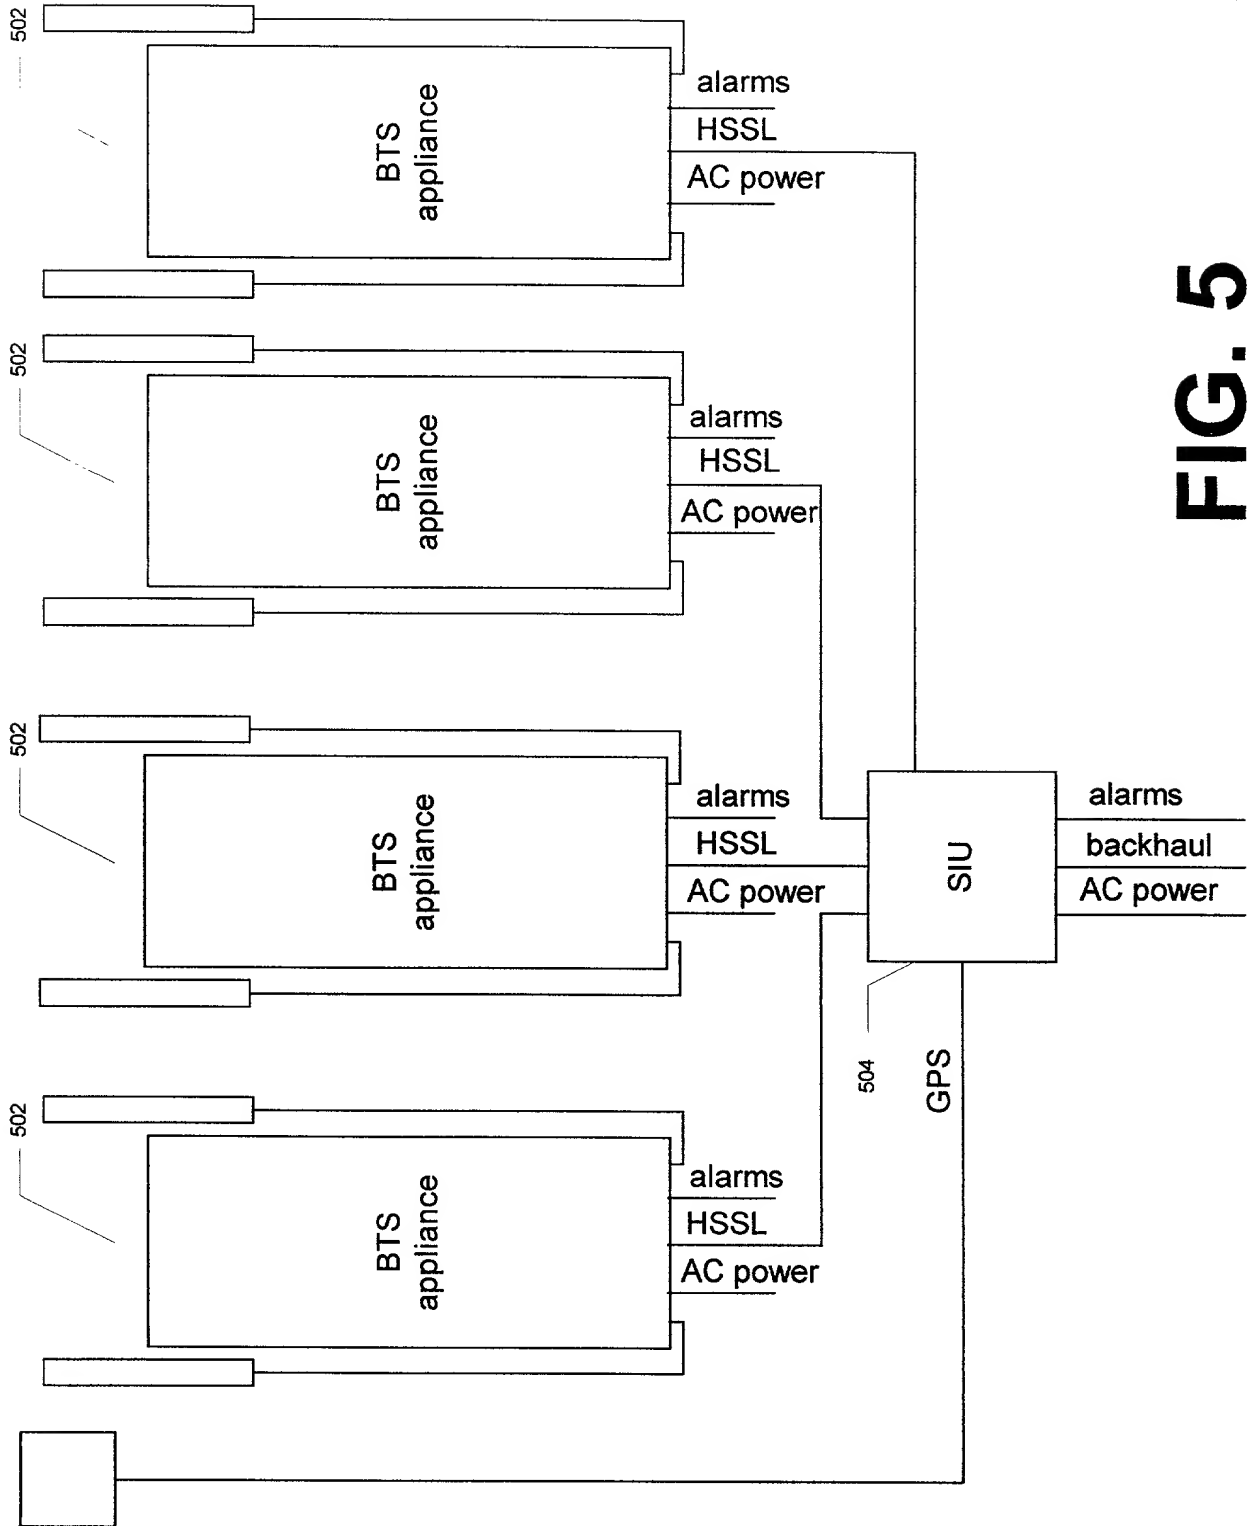 502
BTS
appliance
alarms
HSSL
AC power
502
BTS
appliance
alarms
HSSL
AC power
502
BTS
appliance
alarms
HSSL
AC power
502
BTS
appliance
alarms
HSSL
AC power
SIU
504
GPS
alarms
backhaul
AC power
FIG. 5